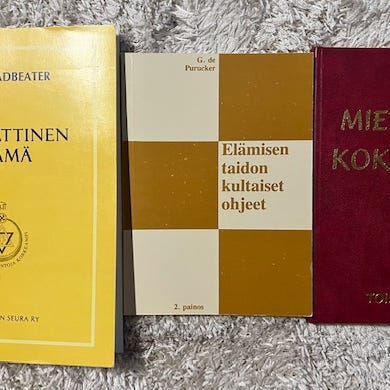 ADBEATER
TTINEN
ÄMÄ
N SEURA RY
G. de
Purucker
Elämisen
taidon
kultaiset
ohjeet
2. painos
MIE
KOK
TOI